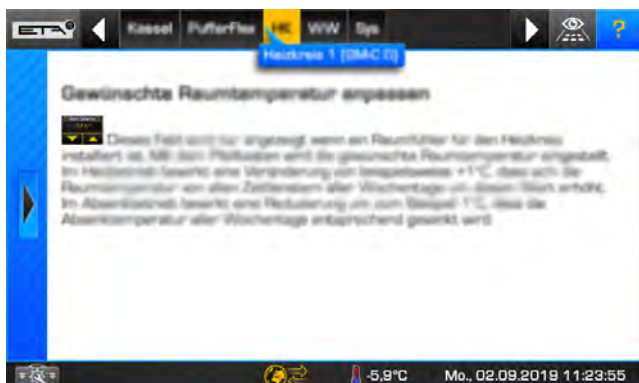 ETA Kessel PufferFlex HK WW Sys ?
Heizkreis 1 [GM-C 0]
Gewünschte Raumtemperatur anpassen
Dieses Feld wird nur angezeigt wenn ein Raumfühler für den Heizkreis
installiert ist. Mit den Pfeiltasten wird die gewünschte Raumtemperatur eingestellt.
Im Heizbetrieb bewirkt eine Veränderung um beispielsweise +1°C, dass sich die
Raumtemperatur von allen Zeitfenstern aller Wochentage um diesen Wert erhöht.
Im Absenkbetrieb bewirkt eine Reduzierung um zum Beispiel 1°C, dass die
Absenktemperatur aller Wochentage entsprechend gesenkt wird.
-5,9°C Mo., 02.09.2019 11:23:55